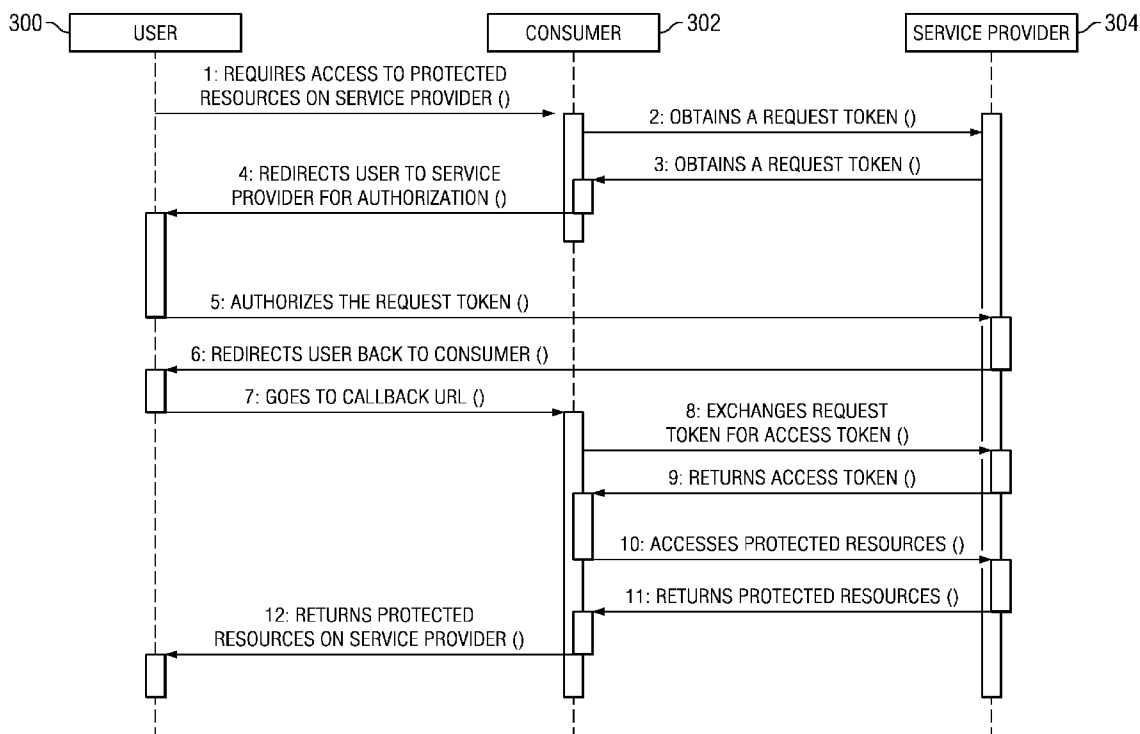 300
USER
CONSUMER
302
SERVICE PROVIDER
304
1: REQUIRES ACCESS TO PROTECTED
RESOURCES ON SERVICE PROVIDER ()
2: OBTAINS A REQUEST TOKEN ()
3: OBTAINS A REQUEST TOKEN ()
4: REDIRECTS USER TO SERVICE
PROVIDER FOR AUTHORIZATION ()
5: AUTHORIZES THE REQUEST TOKEN ()
6: REDIRECTS USER BACK TO CONSUMER ()
7: GOES TO CALLBACK URL ()
8: EXCHANGES REQUEST
TOKEN FOR ACCESS TOKEN ()
9: RETURNS ACCESS TOKEN ()
10: ACCESSES PROTECTED RESOURCES ()
11: RETURNS PROTECTED RESOURCES ()
12: RETURNS PROTECTED
RESOURCES ON SERVICE PROVIDER ()